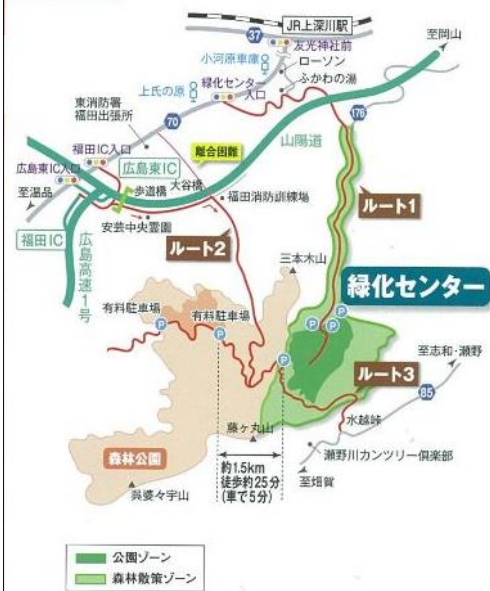 JR上深川駅
37
友光神社前
至岡山
小河原車庫
ローソン
ふかわの湯
上氏の原
緑化センター
入口
東消防署
福田出張所
70
176
離合困難
山陽道
福田IC入口
広島東IC
広島東IC入口
歩道橋
大谷橋
福田消防訓練場
ルート1
至温品
安芸中央霊園
福田IC
広島高速1号
ルート2
三本木山
緑化センター
有料駐車場
P
有料駐車場
P
P
P
P
P
至志和・瀬野
ルート3
85
水越峠
藤ヶ丸山
森林公園
約1.5km
徒歩約25分
(車で5分)
瀬野川カンツリー倶楽部
至畑賀
呉婆々宇山
公園ゾーン
森林散策ゾーン